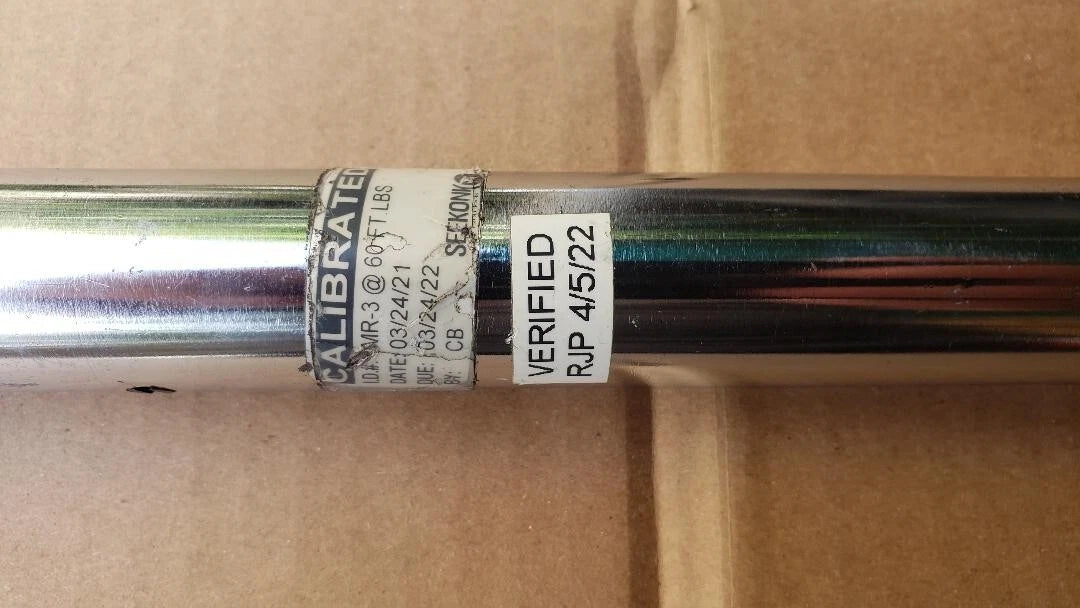 CALIBRATED
I.D.#: MR-3 @ 60 FT.LBS
DATE: 03/24/21
DUE: 03/24/22
BY: CB
SEEKONK
VERIFIED
RJP 4/5/22